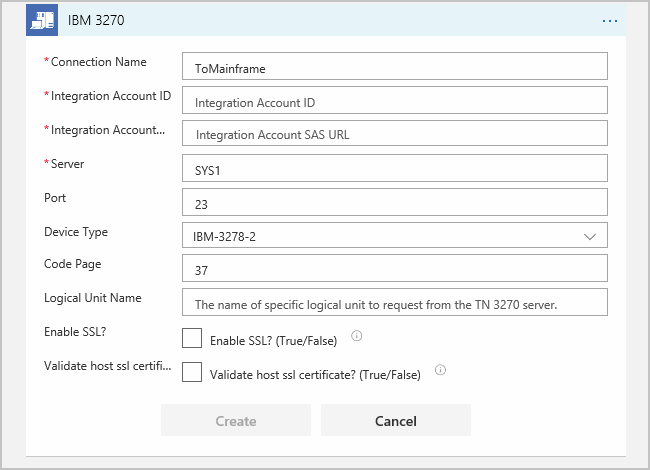 IBM 3270
* Connection Name ToMainframe
* Integration Account ID Integration Account ID
* Integration Account... Integration Account SAS URL
* Server SYS1
Port 23
Device Type IBM-3278-2
Code Page 37
Logical Unit Name The name of specific logical unit to request from the TN 3270 server.
Enable SSL? Enable SSL? (True/False)
Validate host ssl certifi... Validate host ssl certificate? (True/False)
Create Cancel